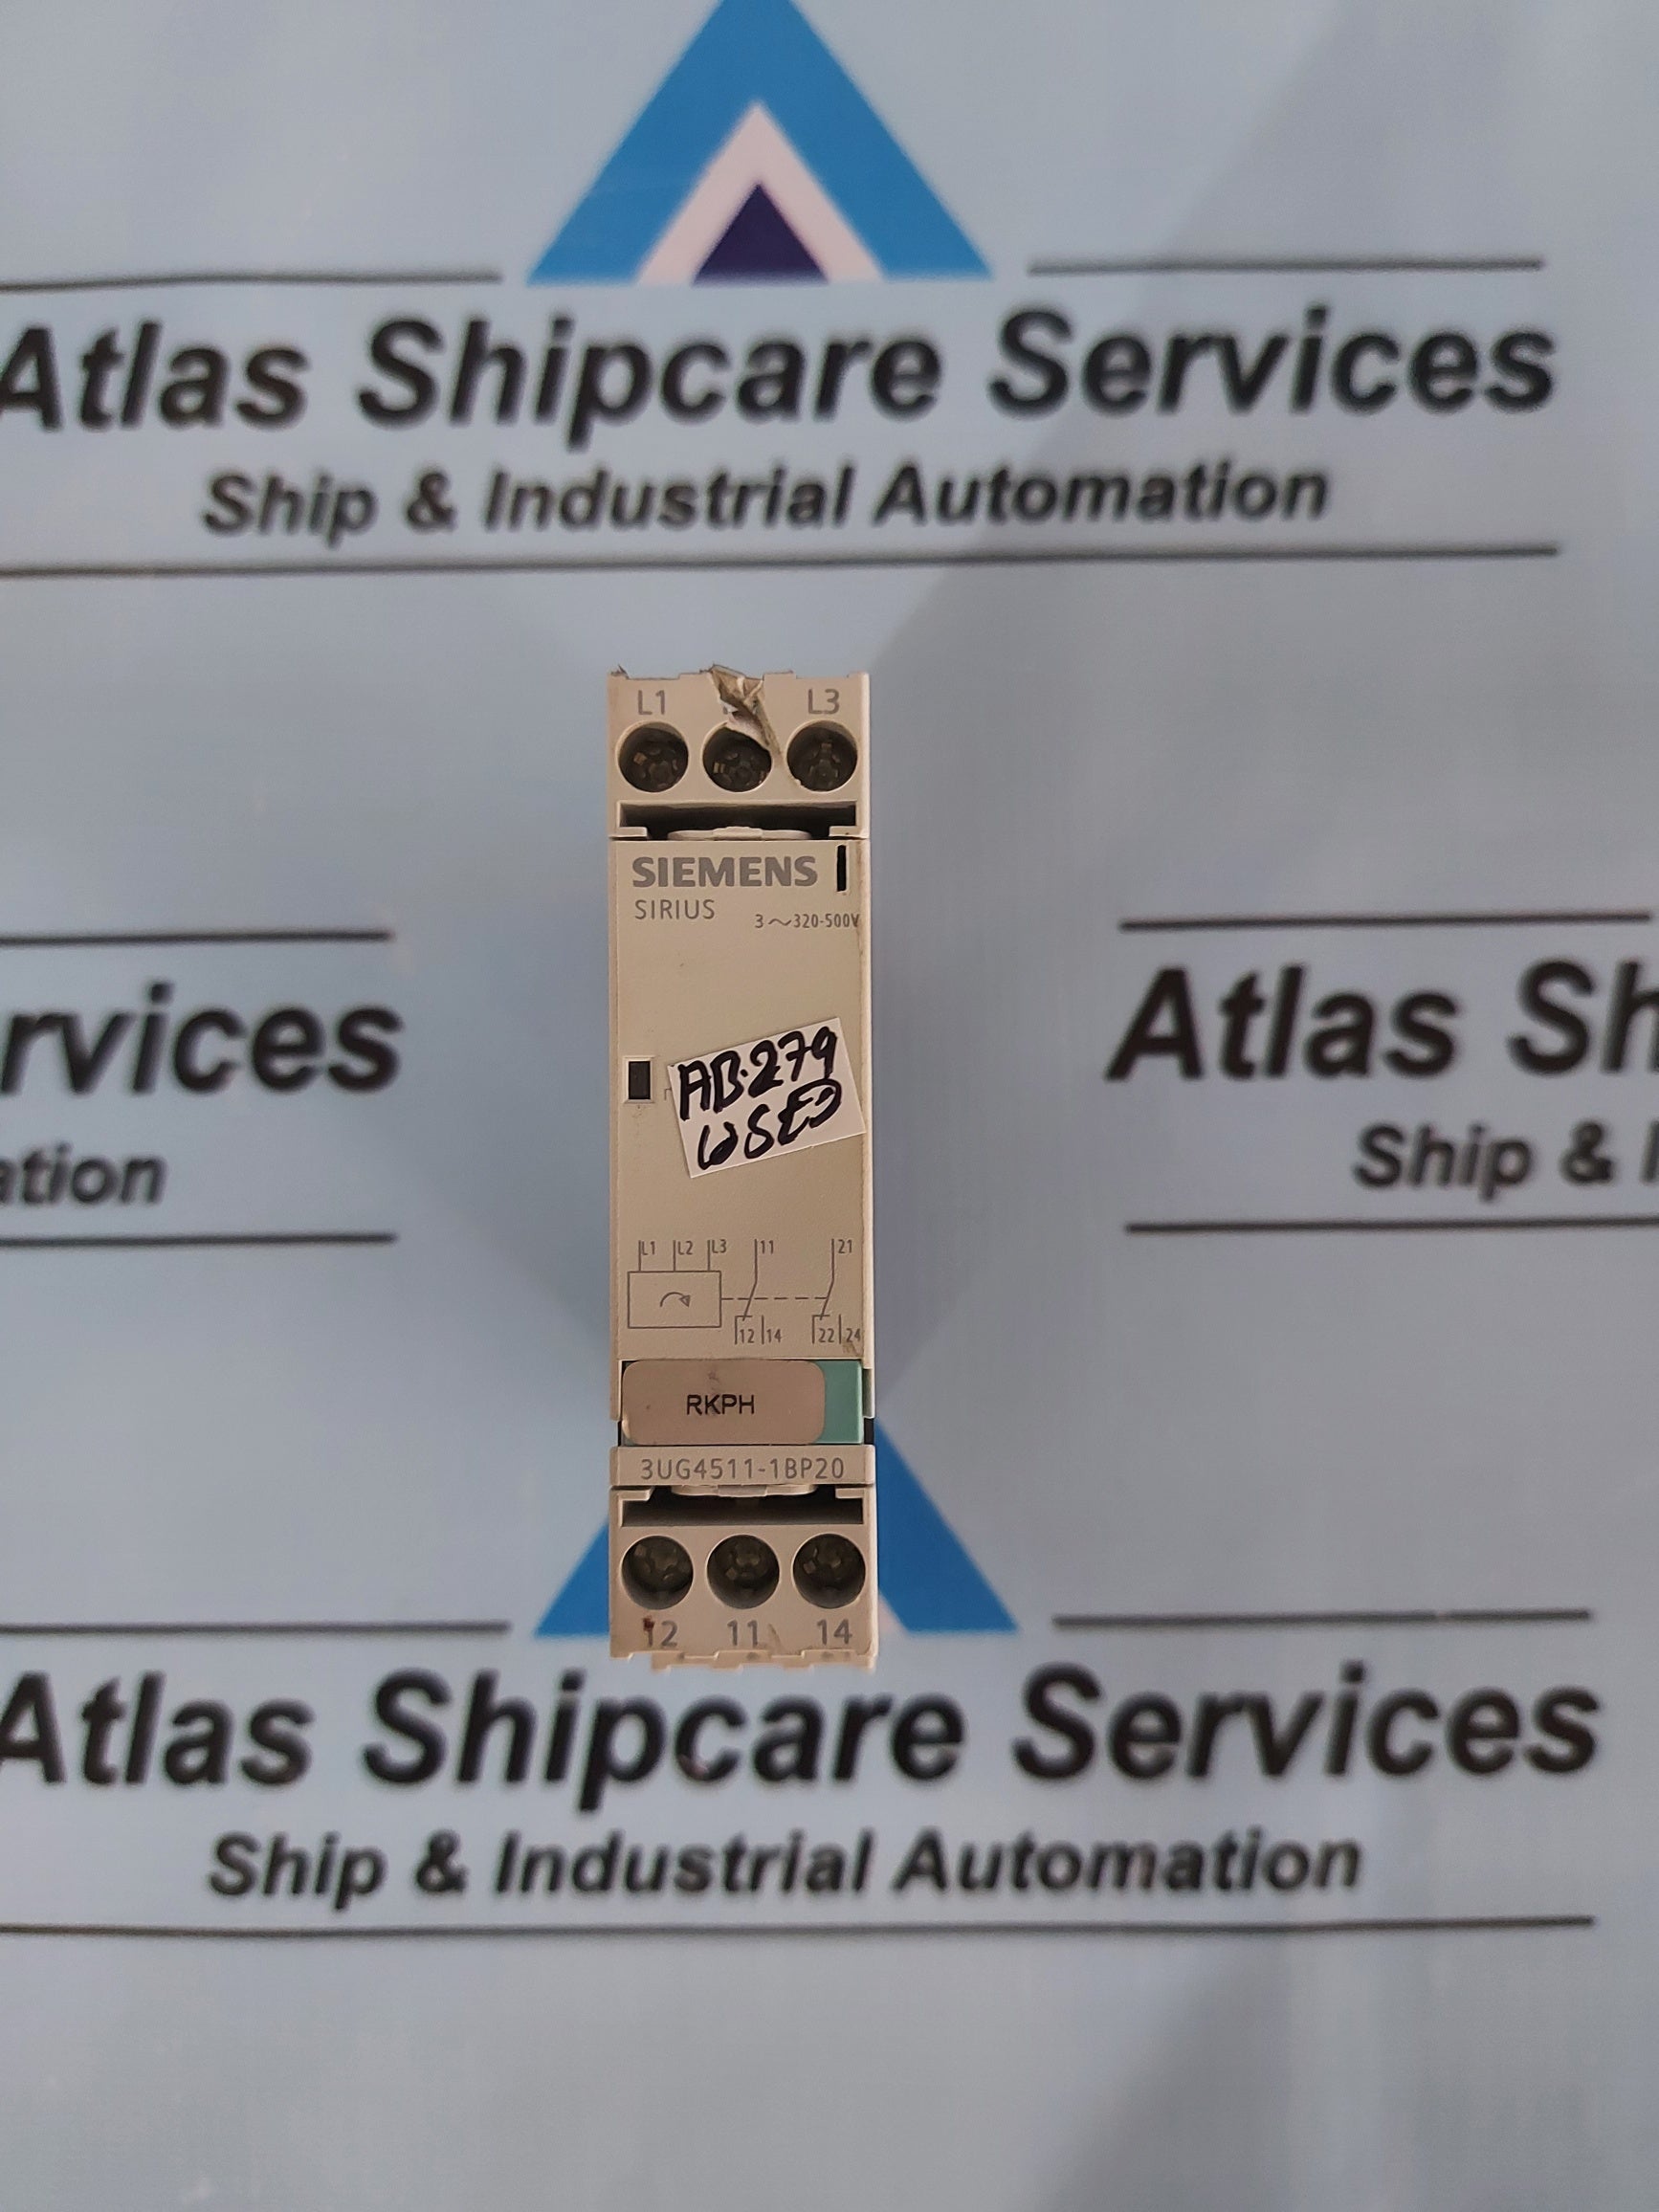 Atlas Shipcare Services
Ship & Industrial Automation
L1 L3
SIEMENS
SIRIUS 3~320-500V
rvices
ation
Atlas Sh
Ship & I
AB.279
USED
L1 L2 L3 11 21
12 14 22 24
RKPH
3UG4511-1BP20
12 11 14
Atlas Shipcare Services
Ship & Industrial Automation